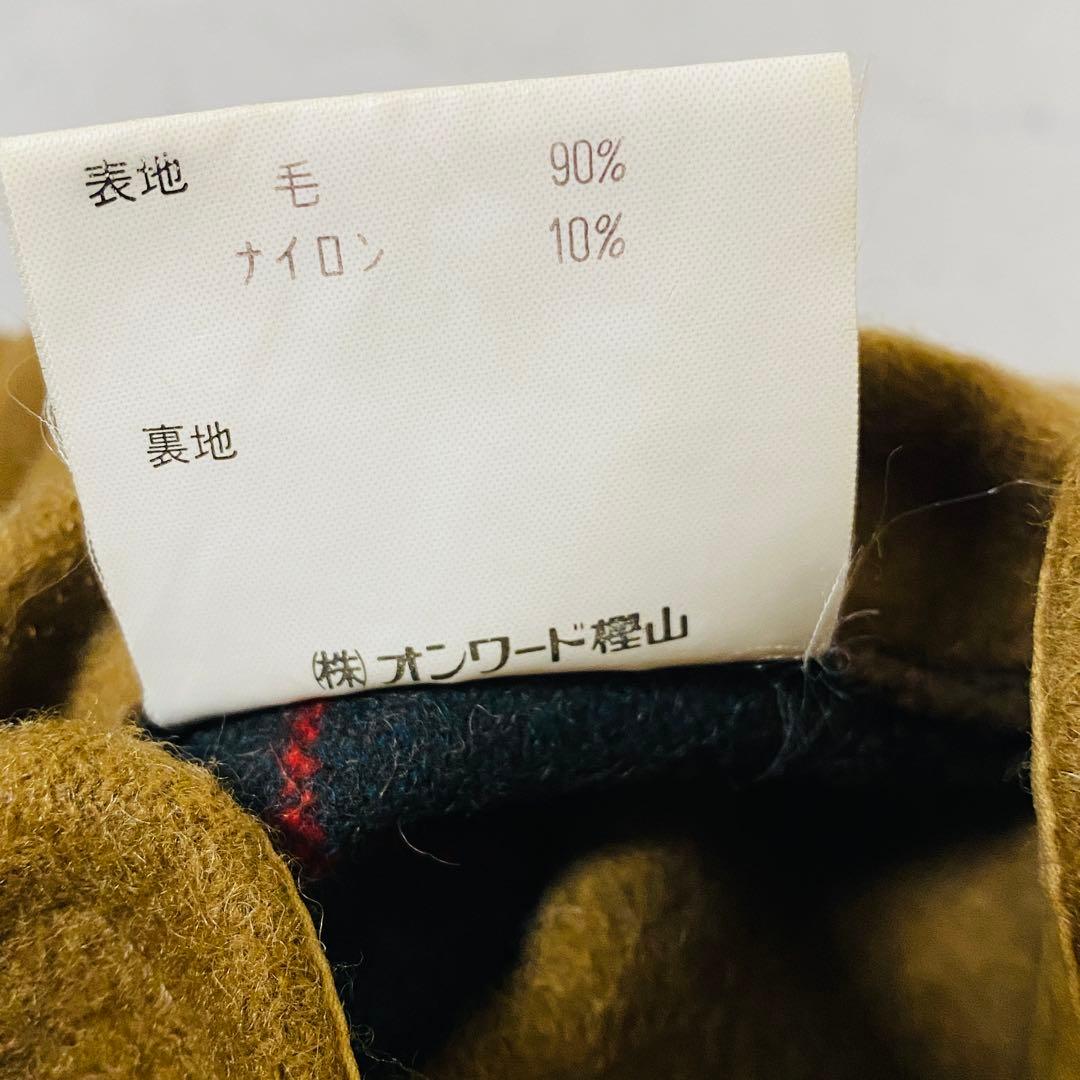 表地 毛 90%
ナイロン 10%
裏地
㈱オンワード樫山